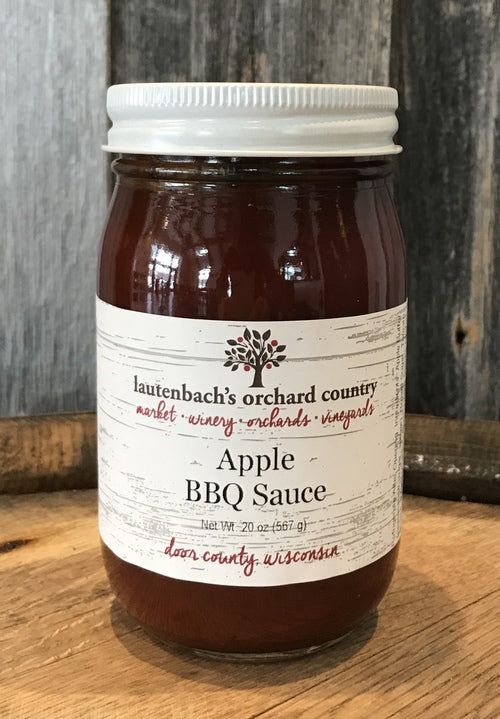 lautenbach's orchard country
market • winery • orchards • vineyards
Apple
BBQ Sauce
Net Wt. 20 oz (567 g)
door county, wisconsin